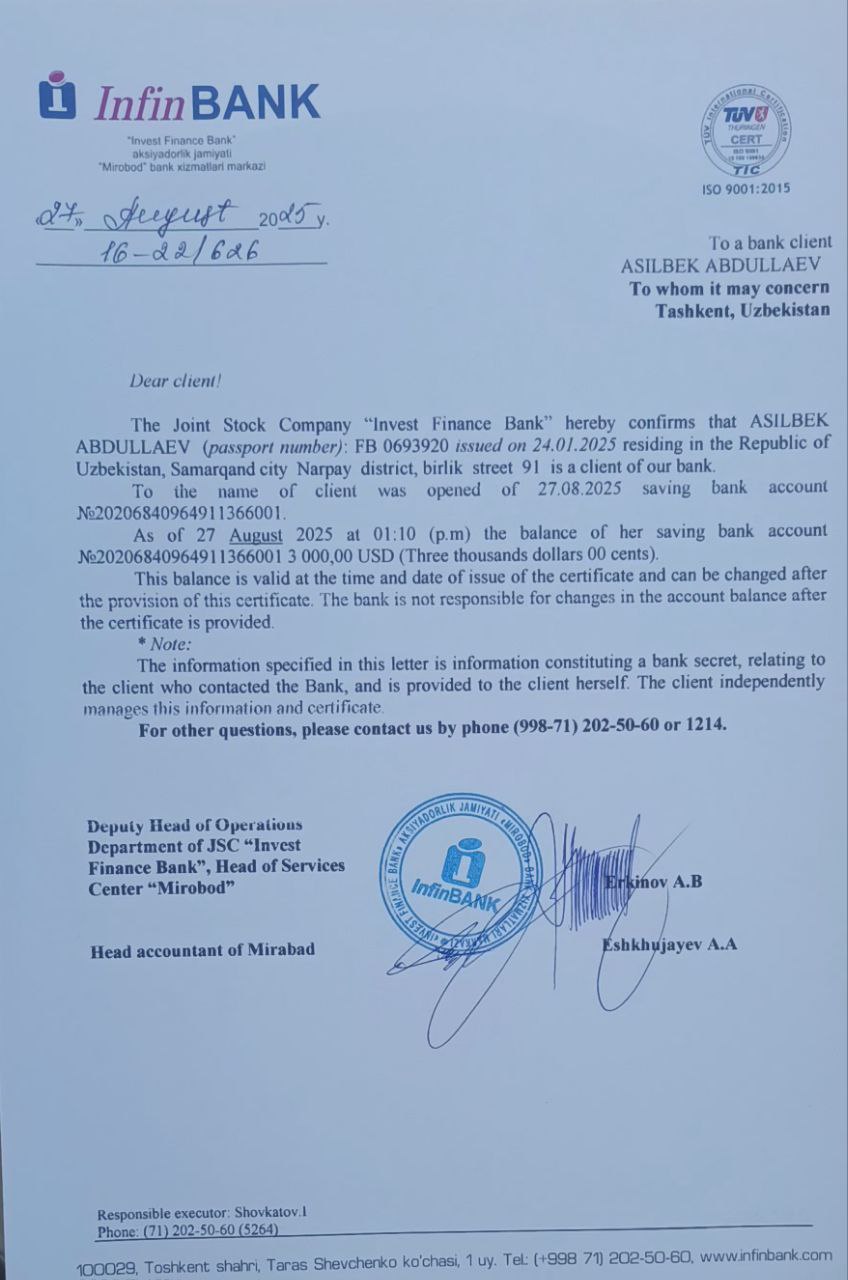 InfinBANK
"Invest Finance Bank"
aksiyadorlik jamiyati
"Mirobod" bank xizmatlari markazi
«27» August 2025 y.
16-22/626
TÜV International Certification
TÜV
THÜRINGEN
CERT
ISO 9001
TIC
ISO 9001:2015
To a bank client
ASILBEK ABDULLAEV
To whom it may concern
Tashkent, Uzbekistan
Dear client!
The Joint Stock Company “Invest Finance Bank” hereby confirms that ASILBEK
ABDULLAEV (passport number): FB 0693920 issued on 24.01.2025 residing in the Republic of
Uzbekistan, Samarqand city Narpay district, birlik street 91 is a client of our bank.
To the name of client was opened of 27.08.2025 saving bank account
№20206840964911366001.
As of 27 August 2025 at 01:10 (p.m) the balance of her saving bank account
№20206840964911366001 3 000,00 USD (Three thousands dollars 00 cents).
This balance is valid at the time and date of issue of the certificate and can be changed after
the provision of this certificate. The bank is not responsible for changes in the account balance after
the certificate is provided.
* Note:
The information specified in this letter is information constituting a bank secret, relating to
the client who contacted the Bank, and is provided to the client herself. The client independently
manages this information and certificate.
For other questions, please contact us by phone (998-71) 202-50-60 or 1214.
Deputy Head of Operations
Department of JSC “Invest
Finance Bank”, Head of Services
Center “Mirobod”
Erkinov A.B
«INVEST FINANCE BANK» AKSIYADORLIK JAMIYATI «MIROBOD» BANK XIZMATLARI MARKAZI
InfinBANK
Head accountant of Mirabad
Eshkhujayev A.A
Responsible executor: Shovkatov.I
Phone: (71) 202-50-60 (5264)
100029, Toshkent shahri, Taras Shevchenko ko'chasi, 1 uy. Tel.: (+998 71) 202-50-60, www.infinbank.com